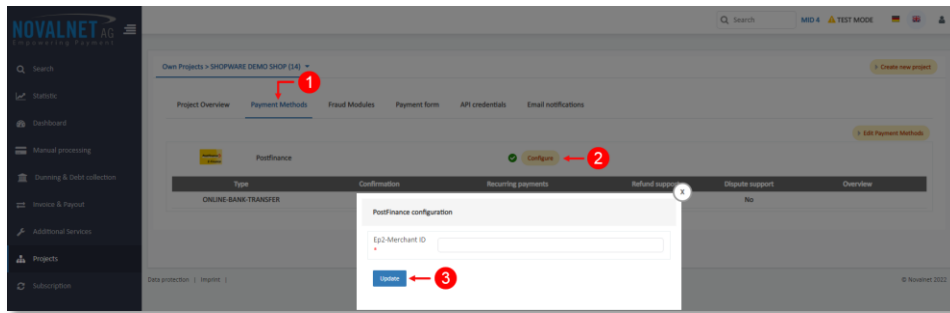 NOVALNET AG
Empowering Payment
Search
MID 4
TEST MODE
Search
Statistic
Dashboard
Manual processing
Dunning & Debt collection
Invoice & Payout
Additional Services
Projects
Subscription
Own Projects > SHOPWARE DEMO SHOP (14)
> Create new project
1
Project Overview
Payment Methods
Fraud Modules
Payment form
API credentials
Email notifications
> Edit Payment Methods
Postfinance
Configure
2
Type
Confirmation
Recurring payments
Refund support
Dispute support
Overview
ONLINE-BANK-TRANSFER
No
X
PostFinance configuration
Ep2-Merchant ID
*
Update
3
Data protection | Imprint |
© Novalnet 2022